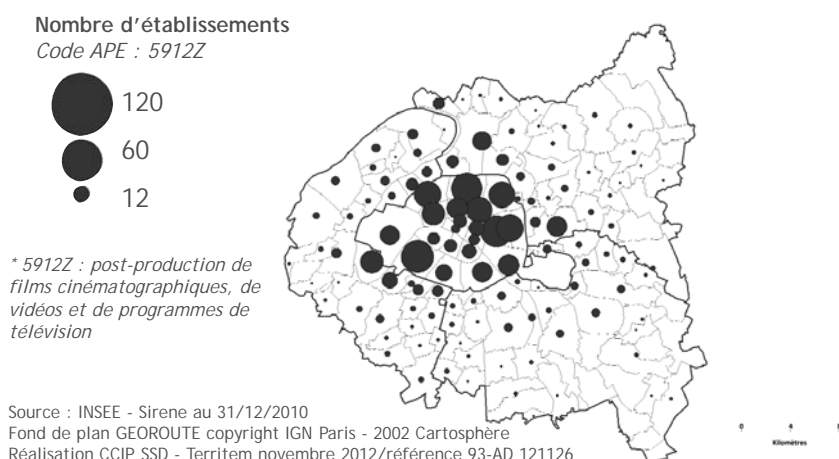 Nombre d'établissements
Code APE : 5912Z
120
60
12
* 5912Z : post-production de
films cinématographiques, de
vidéos et de programmes de
télévision
Source : INSEE - Sirene au 31/12/2010
Fond de plan GEOROUTE copyright IGN Paris - 2002 Cartosphère
Réalisation CCIP SSD - Territem novembre 2012/référence 93-AD 121126
0 4 8
Kilomètres